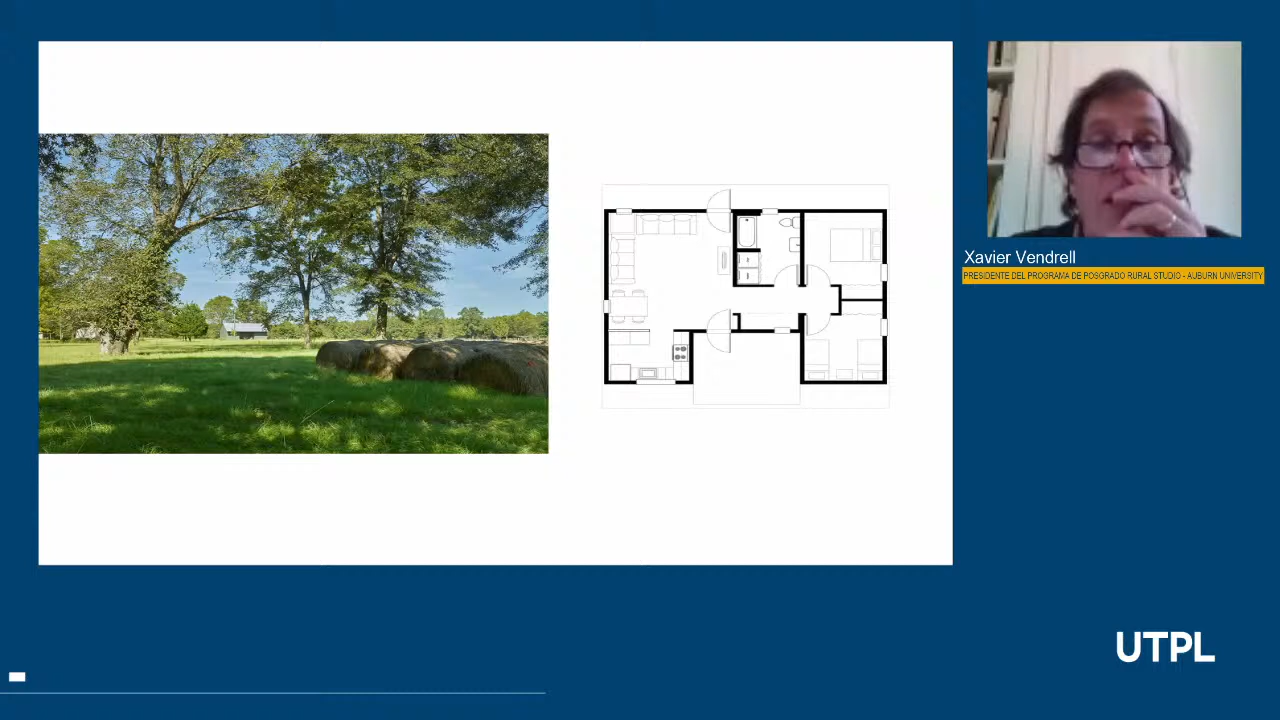 Xavier Vendrell
PRESIDENTE DEL PROGRAMA DE POSGRADO RURAL STUDIO - AUBURN UNIVERSITY
UTPL